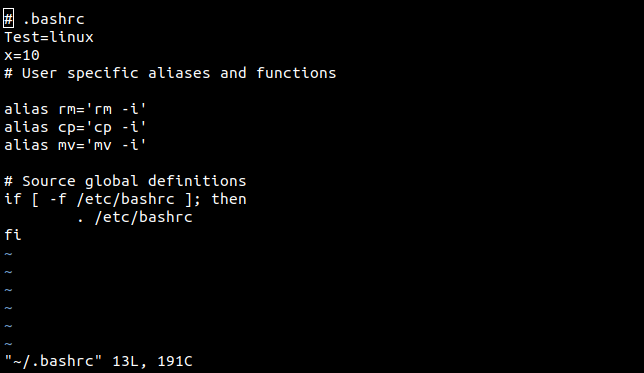 # .bashrc
Test=linux
x=10
# User specific aliases and functions

alias rm='rm -i'
alias cp='cp -i'
alias mv='mv -i'

# Source global definitions
if [ -f /etc/bashrc ]; then
        . /etc/bashrc
fi
~
~
~
~
~
~
"~/.bashrc" 13L, 191C